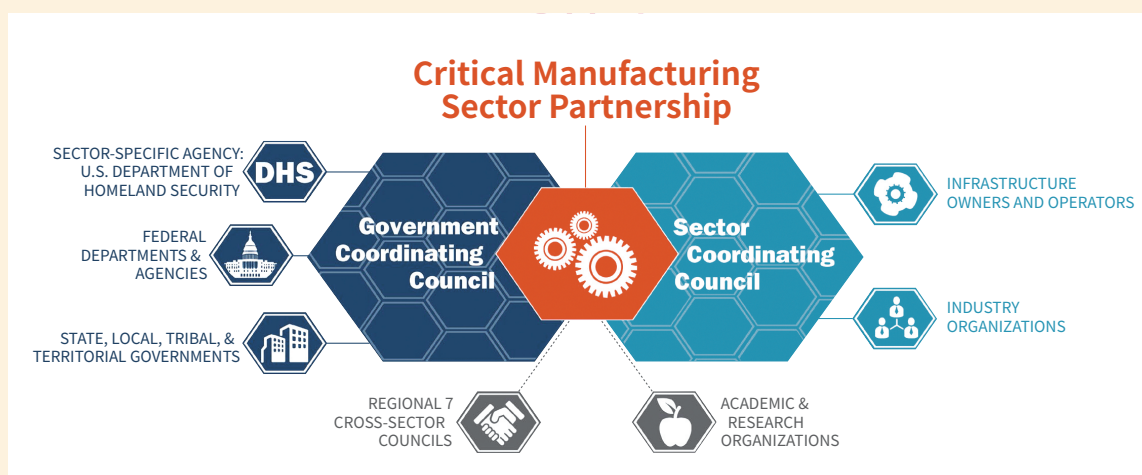 Critical Manufacturing
Sector Partnership
SECTOR-SPECIFIC AGENCY:
U.S. DEPARTMENT OF
HOMELAND SECURITY
DHS
FEDERAL
DEPARTMENTS &
AGENCIES
STATE, LOCAL, TRIBAL, &
TERRITORIAL GOVERNMENTS
Government
Coordinating
Council
Sector
Coordinating
Council
INFRASTRUCTURE
OWNERS AND OPERATORS
INDUSTRY
ORGANIZATIONS
REGIONAL 7
CROSS-SECTOR
COUNCILS
ACADEMIC &
RESEARCH
ORGANIZATIONS